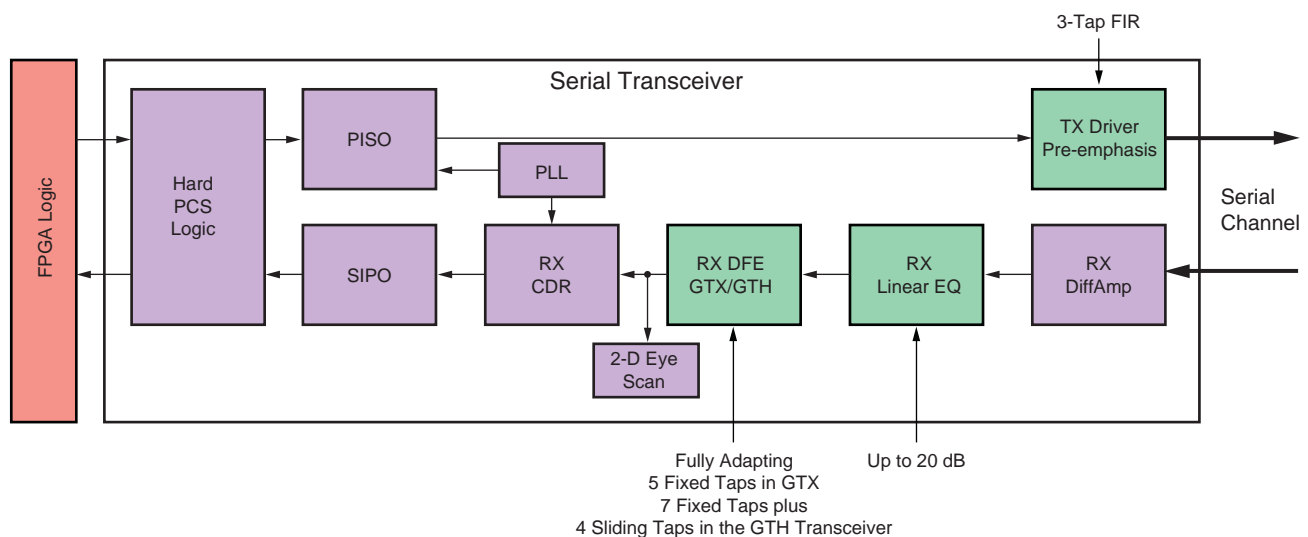 3-Tap FIR
Serial Transceiver
FPGA Logic
Hard
PCS
Logic
PISO
PLL
TX Driver
Pre-emphasis
Serial
Channel
SIPO
RX
CDR
RX DFE
GTX/GTH
RX
Linear EQ
RX
DiffAmp
2-D Eye
Scan
Fully Adapting
5 Fixed Taps in GTX
7 Fixed Taps plus
4 Sliding Taps in the GTH Transceiver
Up to 20 dB